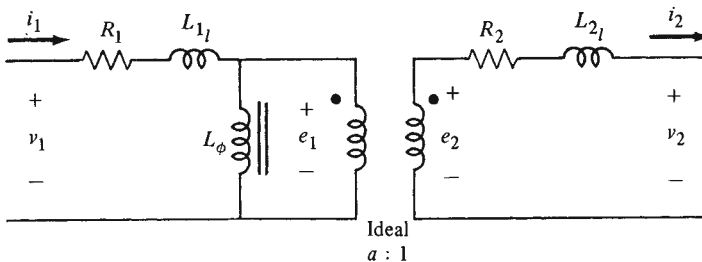 i₁ R₁ L₁ₗ R₂ L₂ₗ i₂
+ + + +
v₁ Lϕ e₁ e₂ v₂
− − − −
Ideal
a : 1